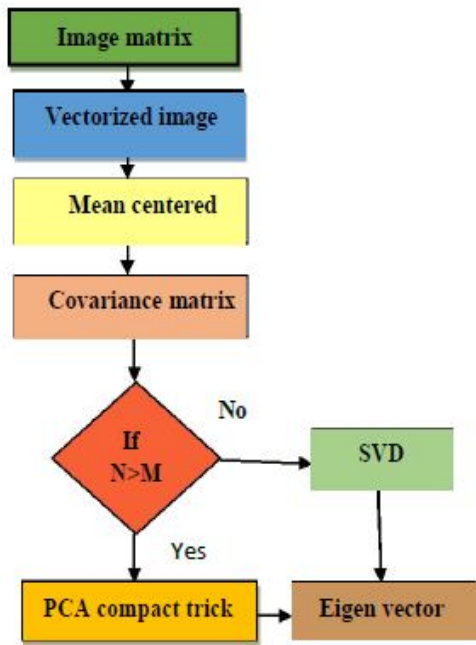 Image matrix
Vectorized image
Mean centered
Covariance matrix
If
N>M
No
SVD
Yes
PCA compact trick
Eigen vector